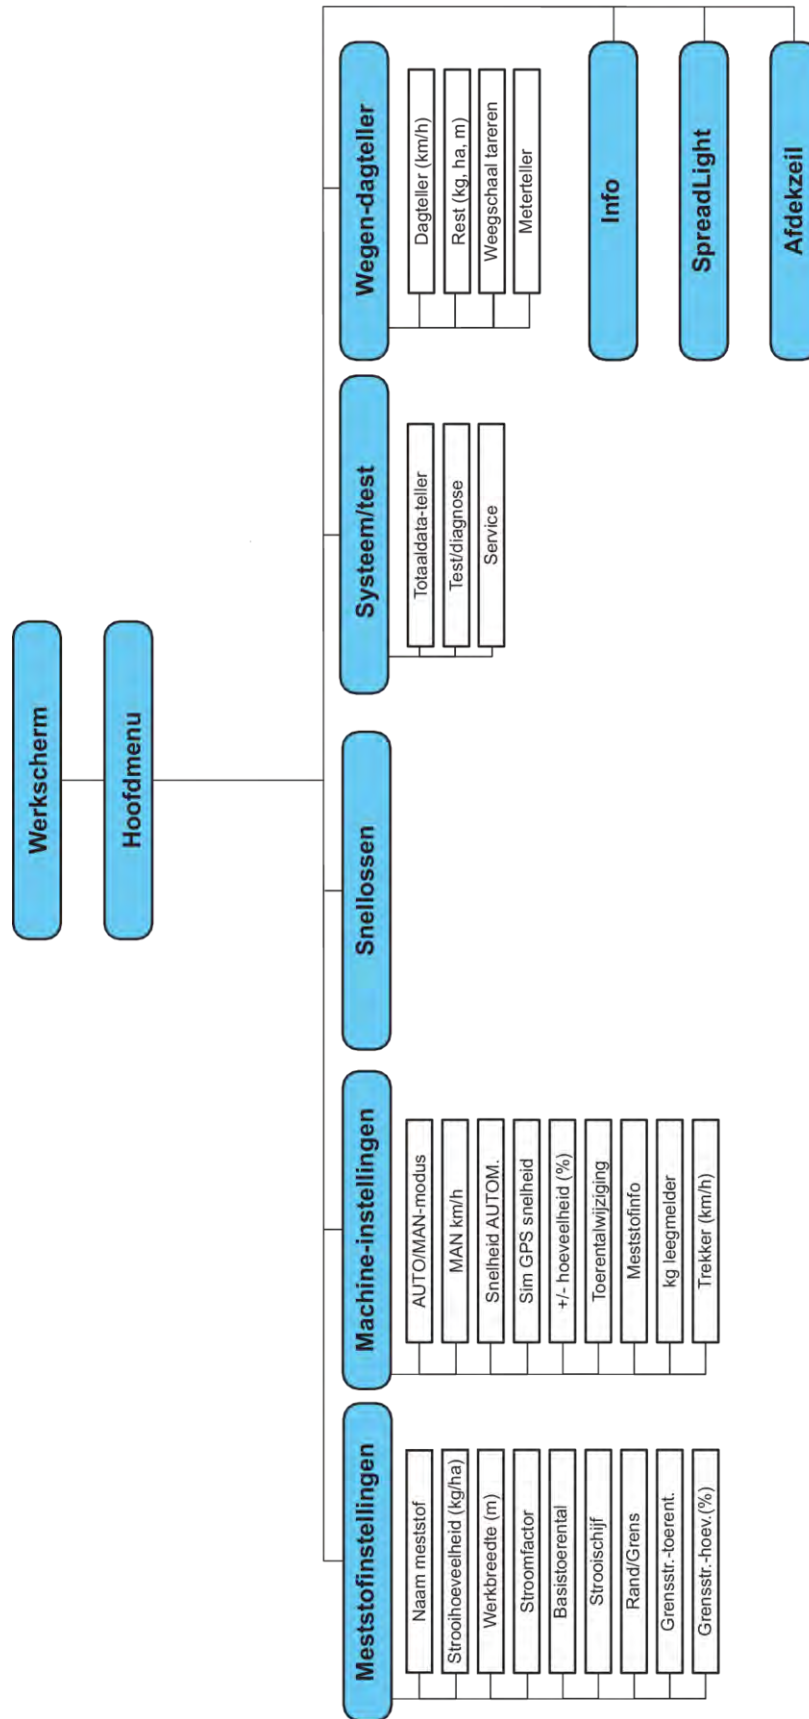 Werkscherm
Hoofdmenu
Meststofinstellingen
Naam meststof
Strooihoeveelheid (kg/ha)
Werkbreedte (m)
Stroomfactor
Basistoerental
Strooischijf
Rand/Grens
Grensstr.-toerent.
Grensstr.-hoev.(%)
Machine-instellingen
AUTO/MAN-modus
MAN km/h
Snelheid AUTOM.
Sim GPS snelheid
+/- hoeveelheid (%)
Toerentalwijziging
Meststofinfo
kg leegmelder
Trekker (km/h)
Snellossen
Systeem/test
Totaaldata-teller
Test/diagnose
Service
Wegen-dagteller
Dagteller (km/h)
Rest (kg, ha, m)
Weegschaal tareren
Meterteller
Info
SpreadLight
Afdekzeil